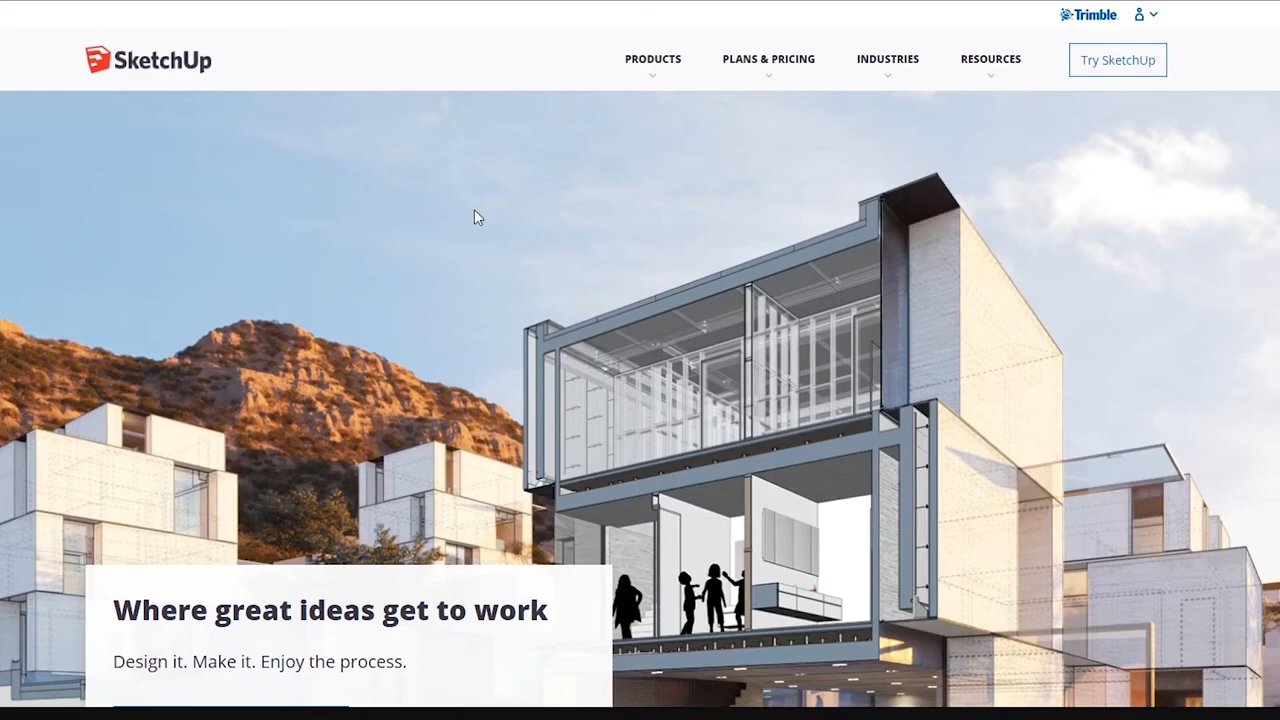 Trimble
SketchUp
PRODUCTS
PLANS & PRICING
INDUSTRIES
RESOURCES
Try SketchUp
Where great ideas get to work
Design it. Make it. Enjoy the process.